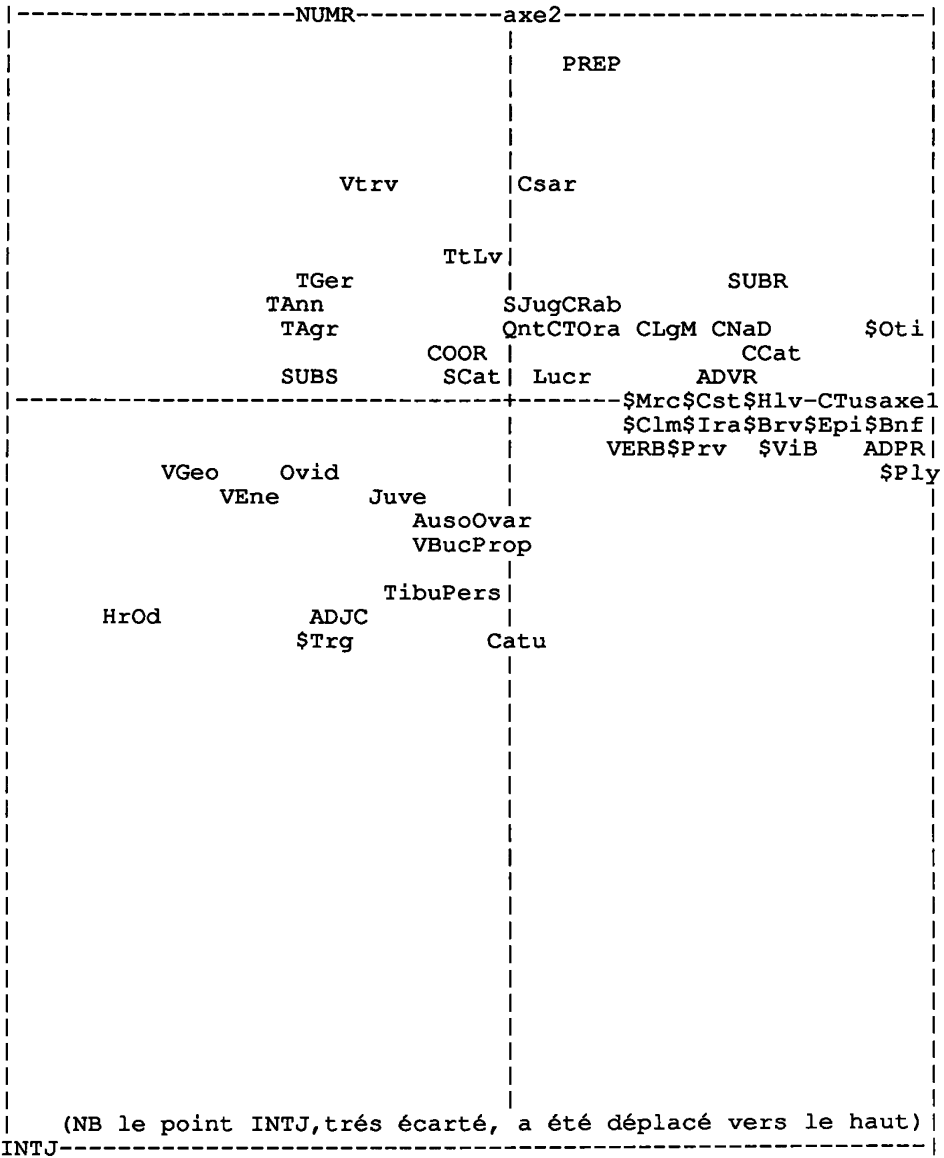 NUMR axe2
PREP
Vtrv Csar
TtLv
TGer SUBR
TAnn SJugCRab
TAgr QntCTOra CLgM CNaD $Oti
COOR CCat
SUBS SCat Lucr ADVR
$Mrc$Cst$Hlv-CTusaxe1
$Clm$Ira$Brv$Epi$Bnf
VERB$Prv $ViB ADPR
VGeo Ovid $Ply
VEne Juve
AusoOvar
VBucProp
TibuPers
HrOd ADJC
$Trg Catu
(NB le point INTJ,trés écarté, a été déplacé vers le haut)
INTJ